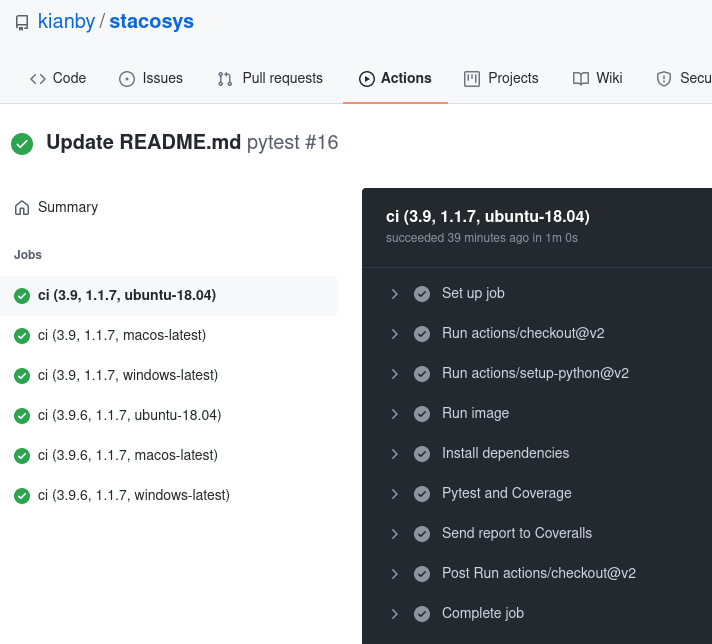 kianby / stacosys
Code Issues Pull requests Actions Projects Wiki Secu
Update README.md pytest #16
Summary
Jobs
ci (3.9, 1.1.7, ubuntu-18.04)
ci (3.9, 1.1.7, macos-latest)
ci (3.9, 1.1.7, windows-latest)
ci (3.9.6, 1.1.7, ubuntu-18.04)
ci (3.9.6, 1.1.7, macos-latest)
ci (3.9.6, 1.1.7, windows-latest)
ci (3.9, 1.1.7, ubuntu-18.04)
succeeded 39 minutes ago in 1m 0s
Set up job
Run actions/checkout@v2
Run actions/setup-python@v2
Run image
Install dependencies
Pytest and Coverage
Send report to Coveralls
Post Run actions/checkout@v2
Complete job